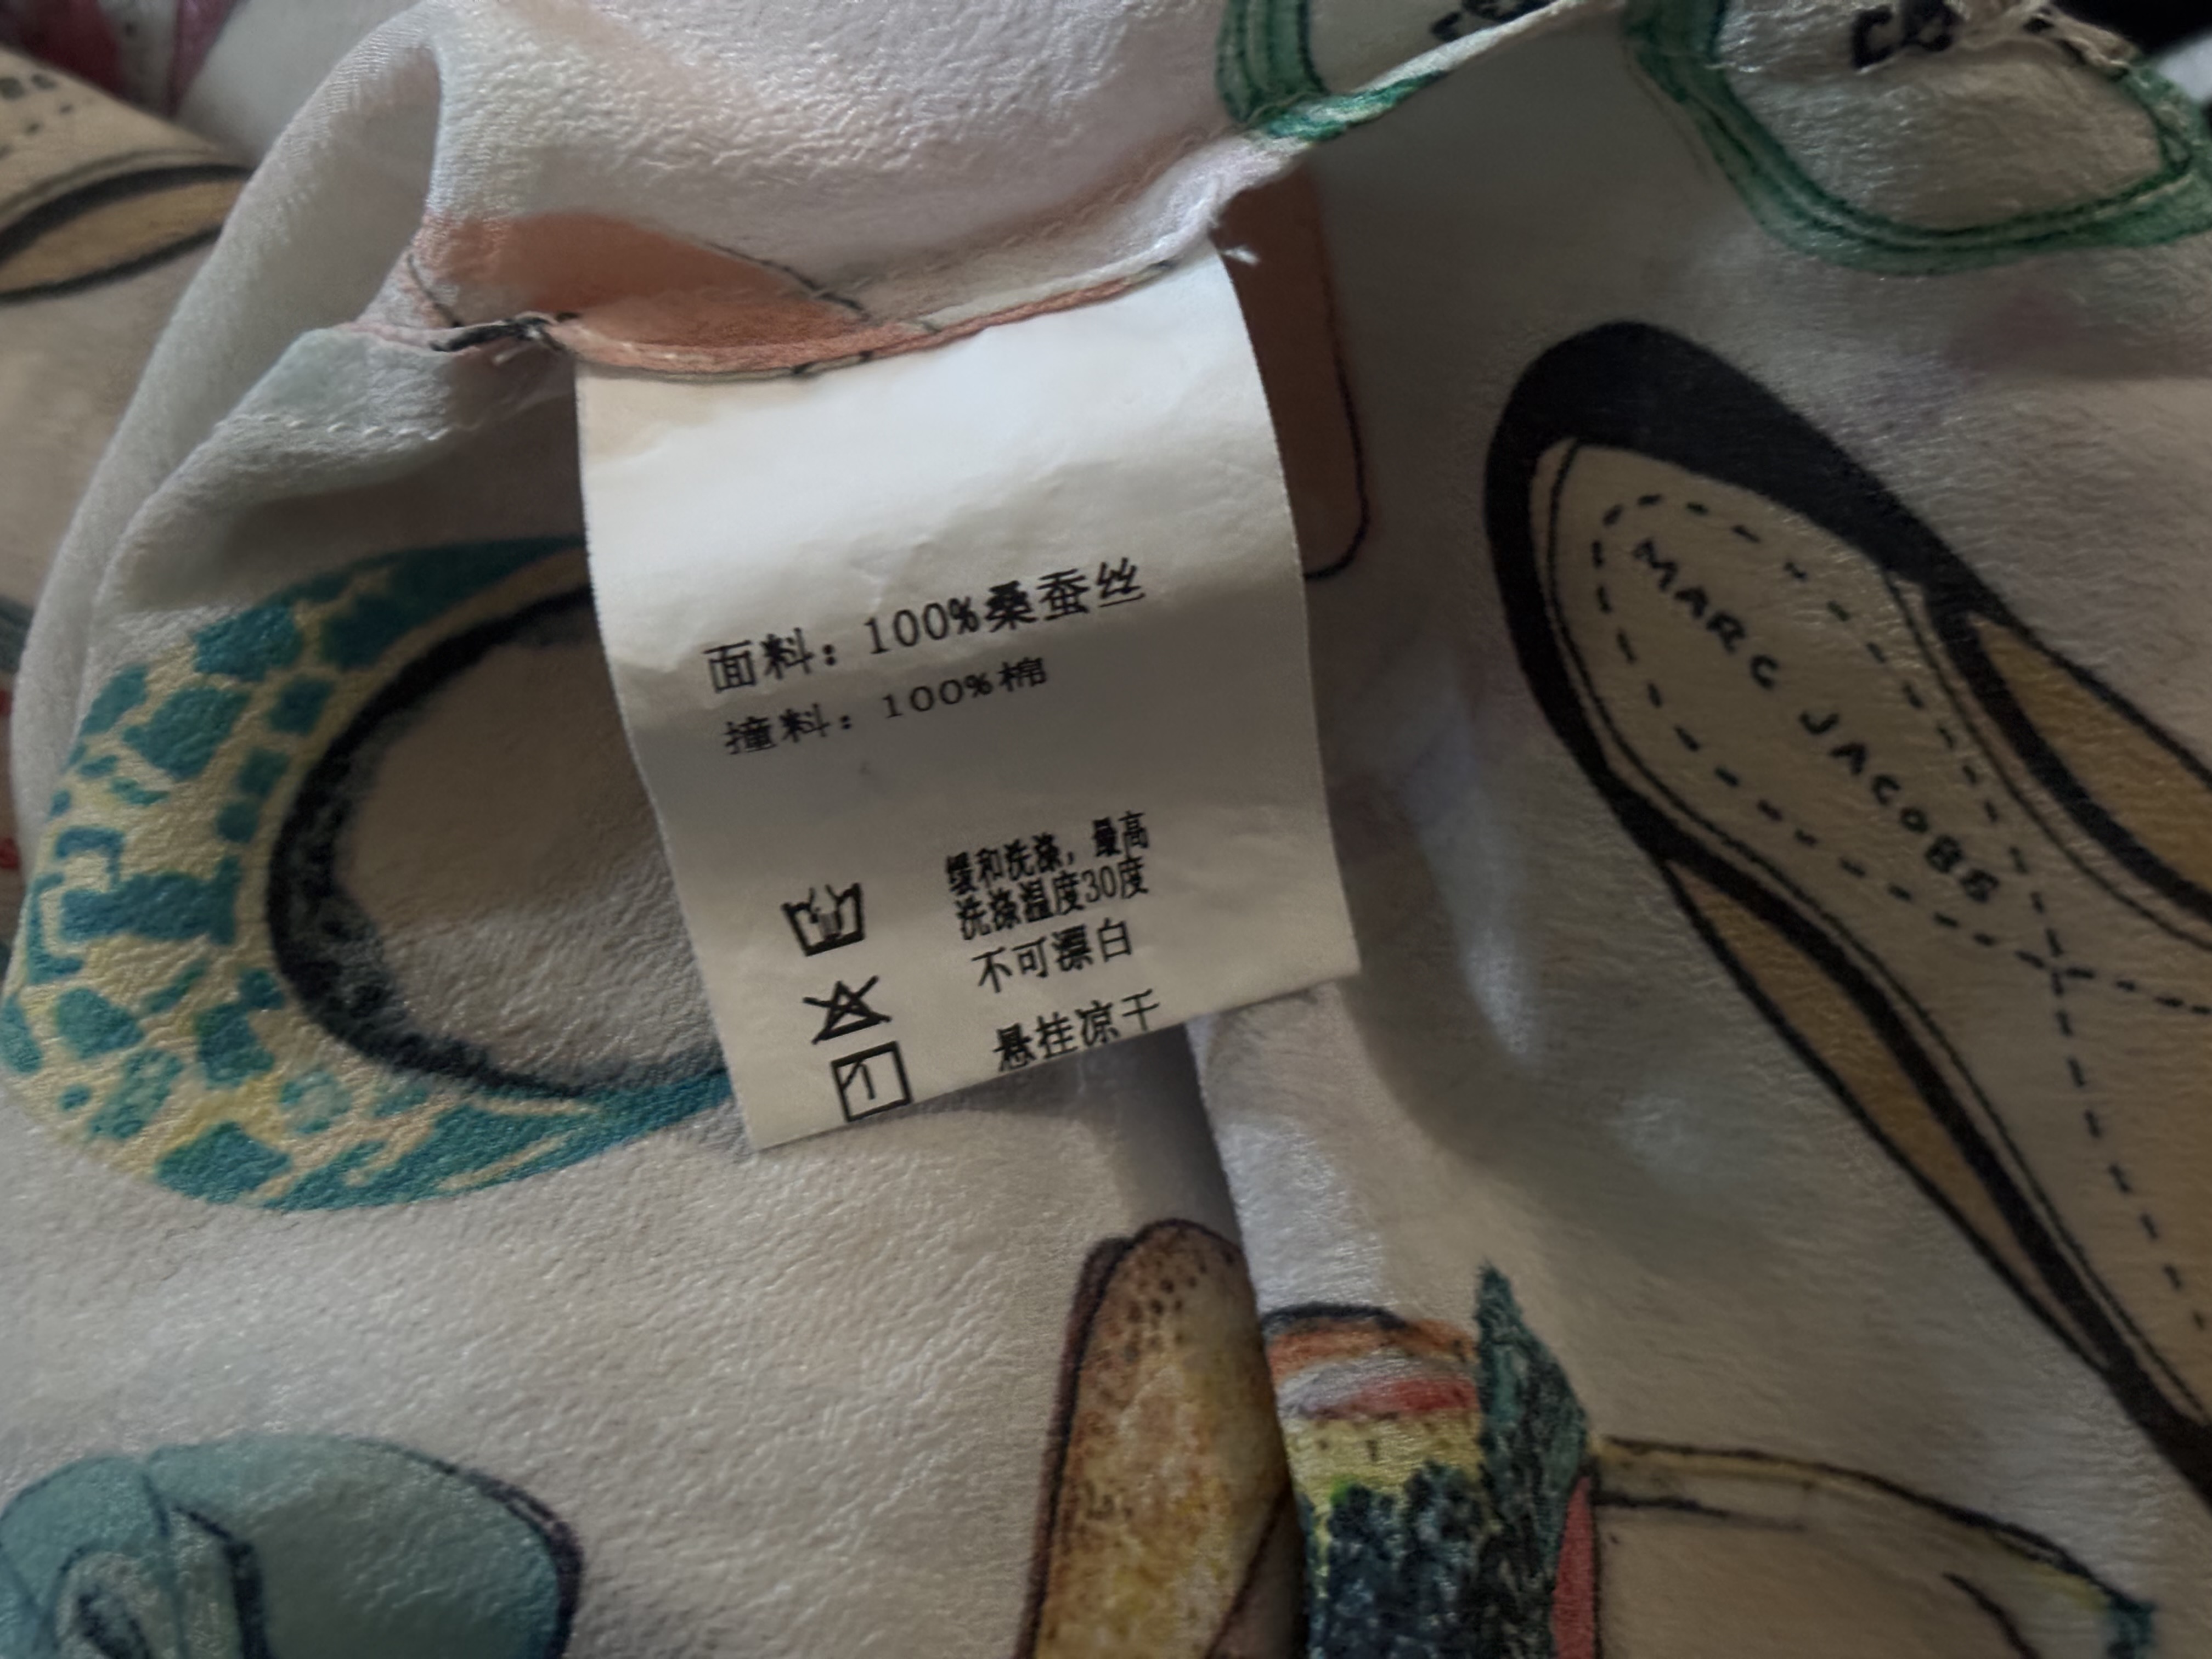 面料：100%桑蚕丝
撞料：100%棉
缓和洗涤，最高
洗涤温度30度
不可漂白
悬挂凉干
MARC JACOBS